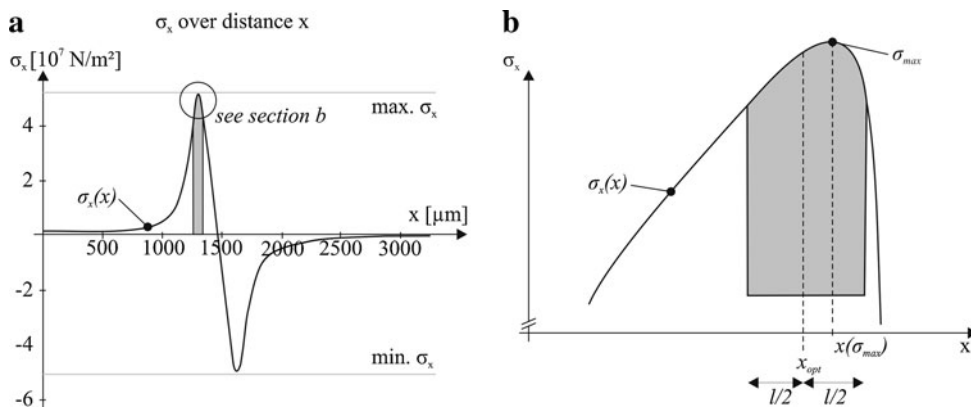 a
σx over distance x
σx [10⁷ N/m²]
max. σx
see section b
4
2
σx(x)
x [µm]
500 1000 1500 2000 2500 3000
-2
-4
min. σx
-6
b
σx
σmax
σx(x)
x
xopt
x(σmax)
l/2 l/2